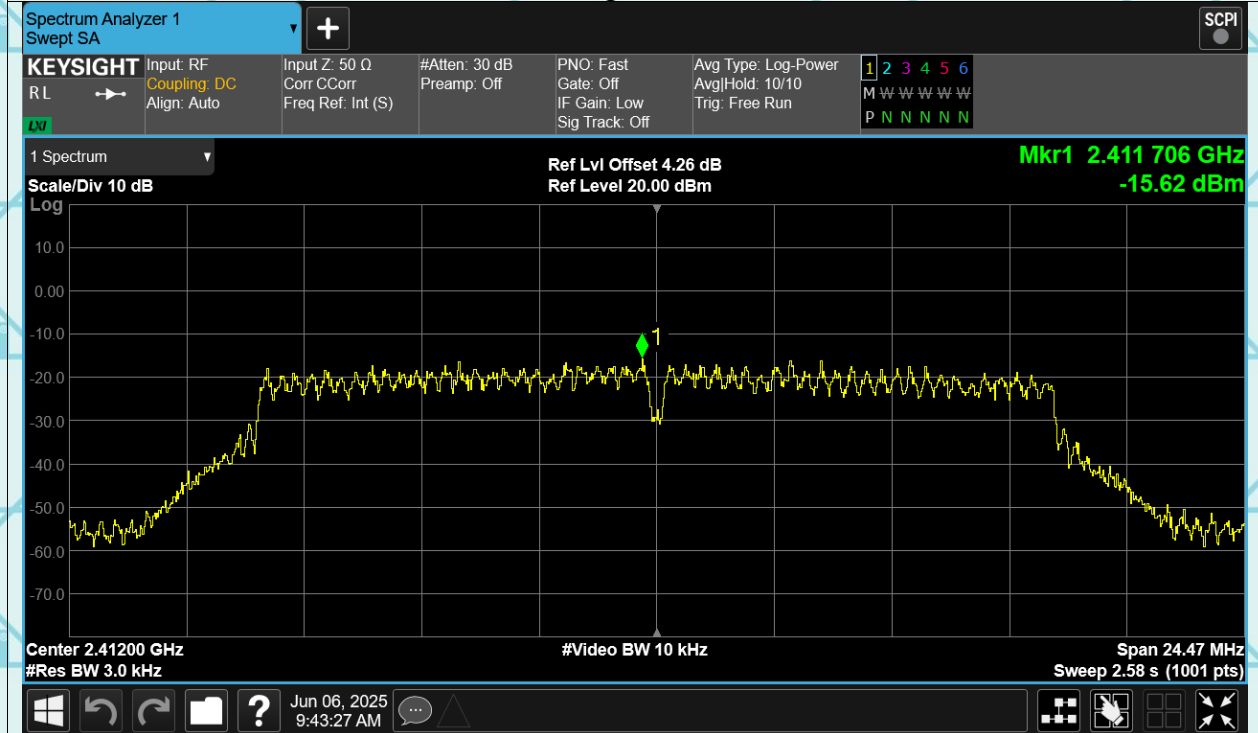 Spectrum Analyzer 1
Swept SA
SCPI
KEYSIGHT
R L
LXI
Input: RF
Coupling: DC
Align: Auto
Input Z: 50 Ω
Corr CCorr
Freq Ref: Int (S)
#Atten: 30 dB
Preamp: Off
PNO: Fast
Gate: Off
IF Gain: Low
Sig Track: Off
Avg Type: Log-Power
Avg|Hold: 10/10
Trig: Free Run
1 2 3 4 5 6
M W W W W W W
P N N N N N
1 Spectrum
Scale/Div 10 dB
Log
Ref Lvl Offset 4.26 dB
Ref Level 20.00 dBm
Mkr1 2.411 706 GHz
-15.62 dBm
10.0
0.00
-10.0
-20.0
-30.0
-40.0
-50.0
-60.0
-70.0
1
Center 2.41200 GHz
#Res BW 3.0 kHz
#Video BW 10 kHz
Span 24.47 MHz
Sweep 2.58 s (1001 pts)
?
Jun 06, 2025
9:43:27 AM